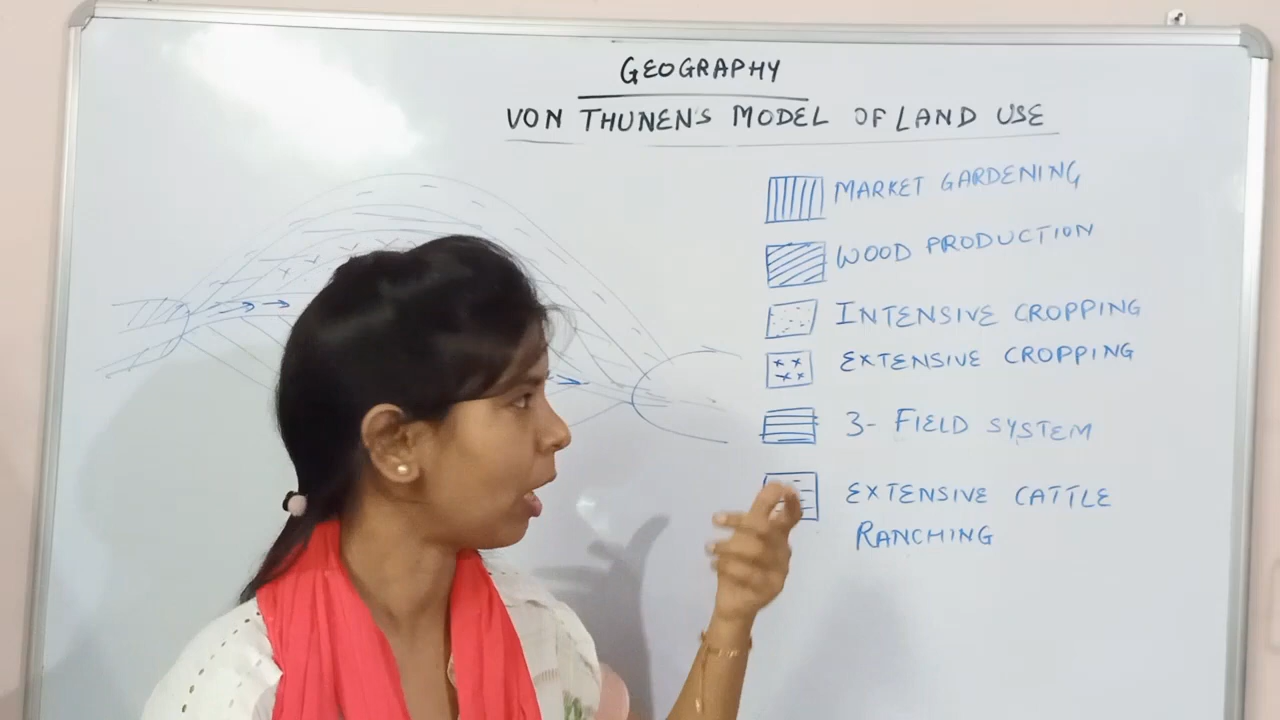 GEOGRAPHY
VON THUNEN'S MODEL OF LAND USE
MARKET GARDENING
WOOD PRODUCTION
INTENSIVE CROPPING
EXTENSIVE CROPPING
3- FIELD SYSTEM
EXTENSIVE CATTLE
RANCHING